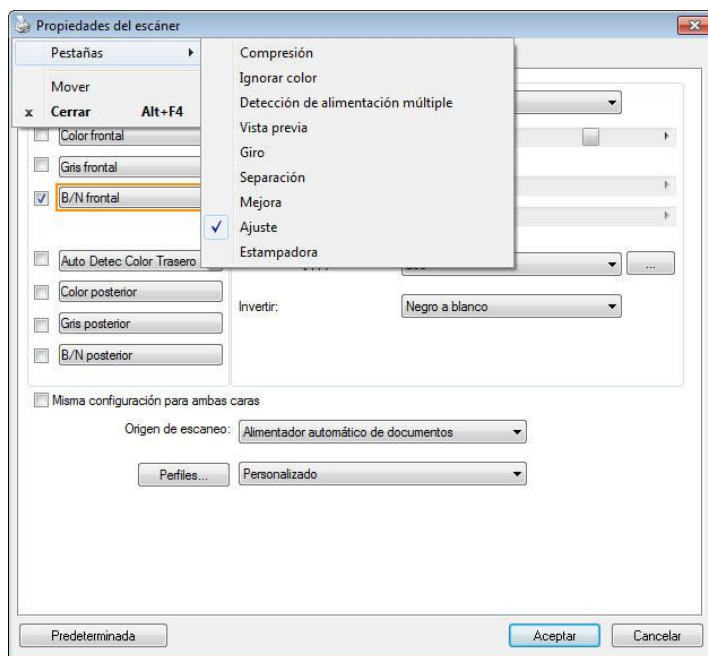 Propiedades del escáner
Pestañas
Mover
x Cerrar Alt+F4
Compresión
Ignorar color
Detección de alimentación múltiple
Vista previa
Giro
Separación
Mejora
Ajuste
Estampadora
Color frontal
Gris frontal
B/N frontal
Auto Detec Color Trasero
Color posterior
Gris posterior
B/N posterior
...
Invertir: Negro a blanco
Misma configuración para ambas caras
Origen de escaneo: Alimentador automático de documentos
Perfiles... Personalizado
Predeterminada Aceptar Cancelar